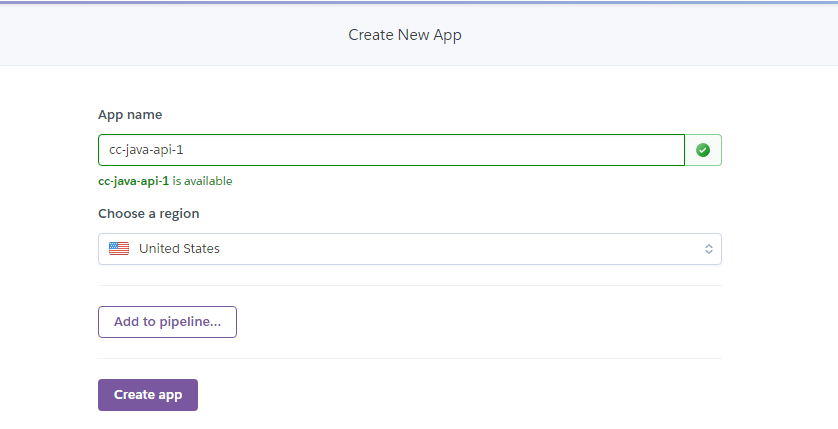 Create New App
App name
cc-java-api-1
cc-java-api-1 is available
Choose a region
United States
Add to pipeline...
Create app